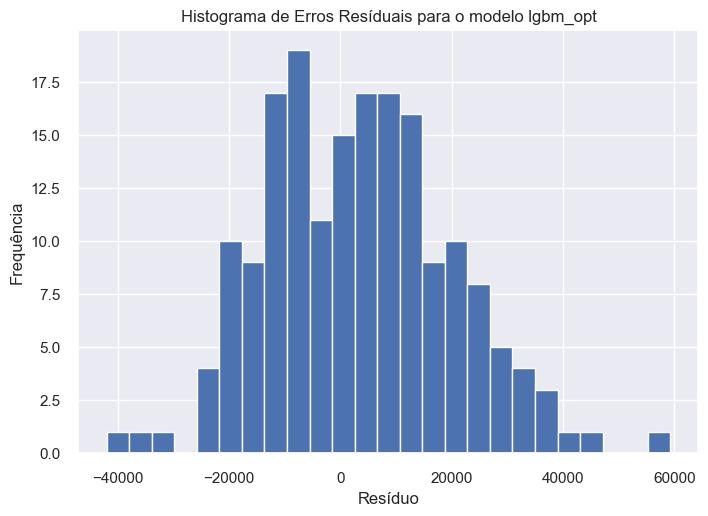 Histograma de Erros Resíduais para o modelo lgbm_opt
Frequência
17.5
15.0
12.5
10.0
7.5
5.0
2.5
0.0
−40000 −20000 0 20000 40000 60000
Resíduo